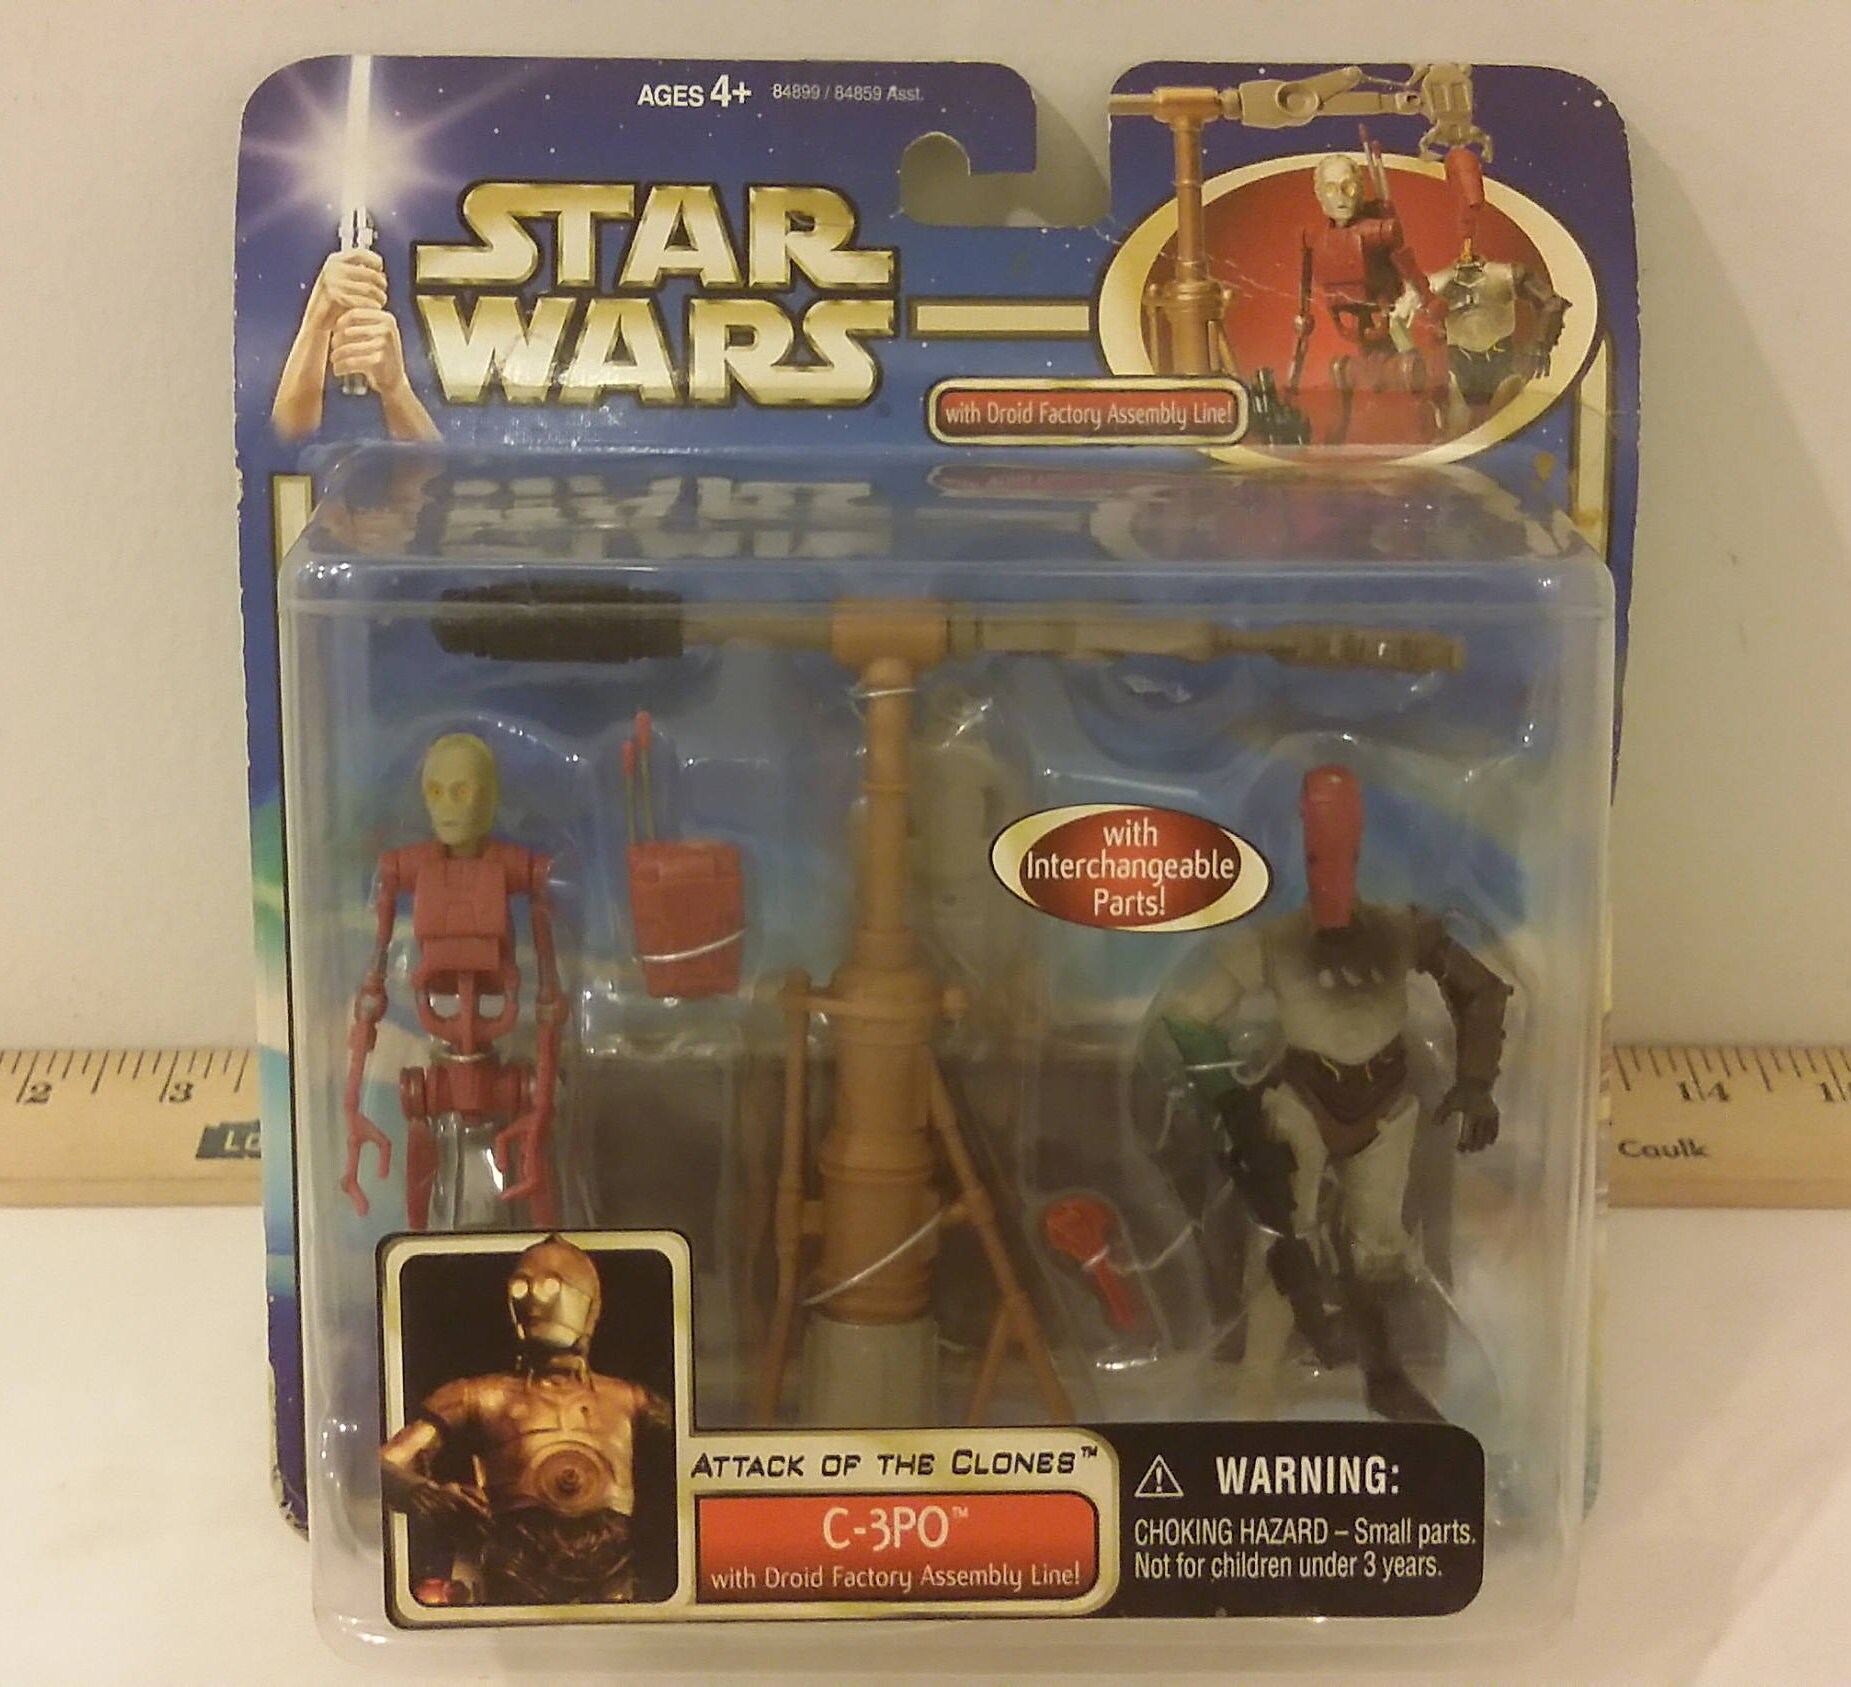 AGES 4+ 84899 / 84859 Asst.
STAR
WARS
with Droid Factory Assembly Line!
with
Interchangeable
Parts!
2 3
14
Caulk
ATTACK OF THE CLONES™
C-3PO™
with Droid Factory Assembly Line!
WARNING:
CHOKING HAZARD – Small parts.
Not for children under 3 years.